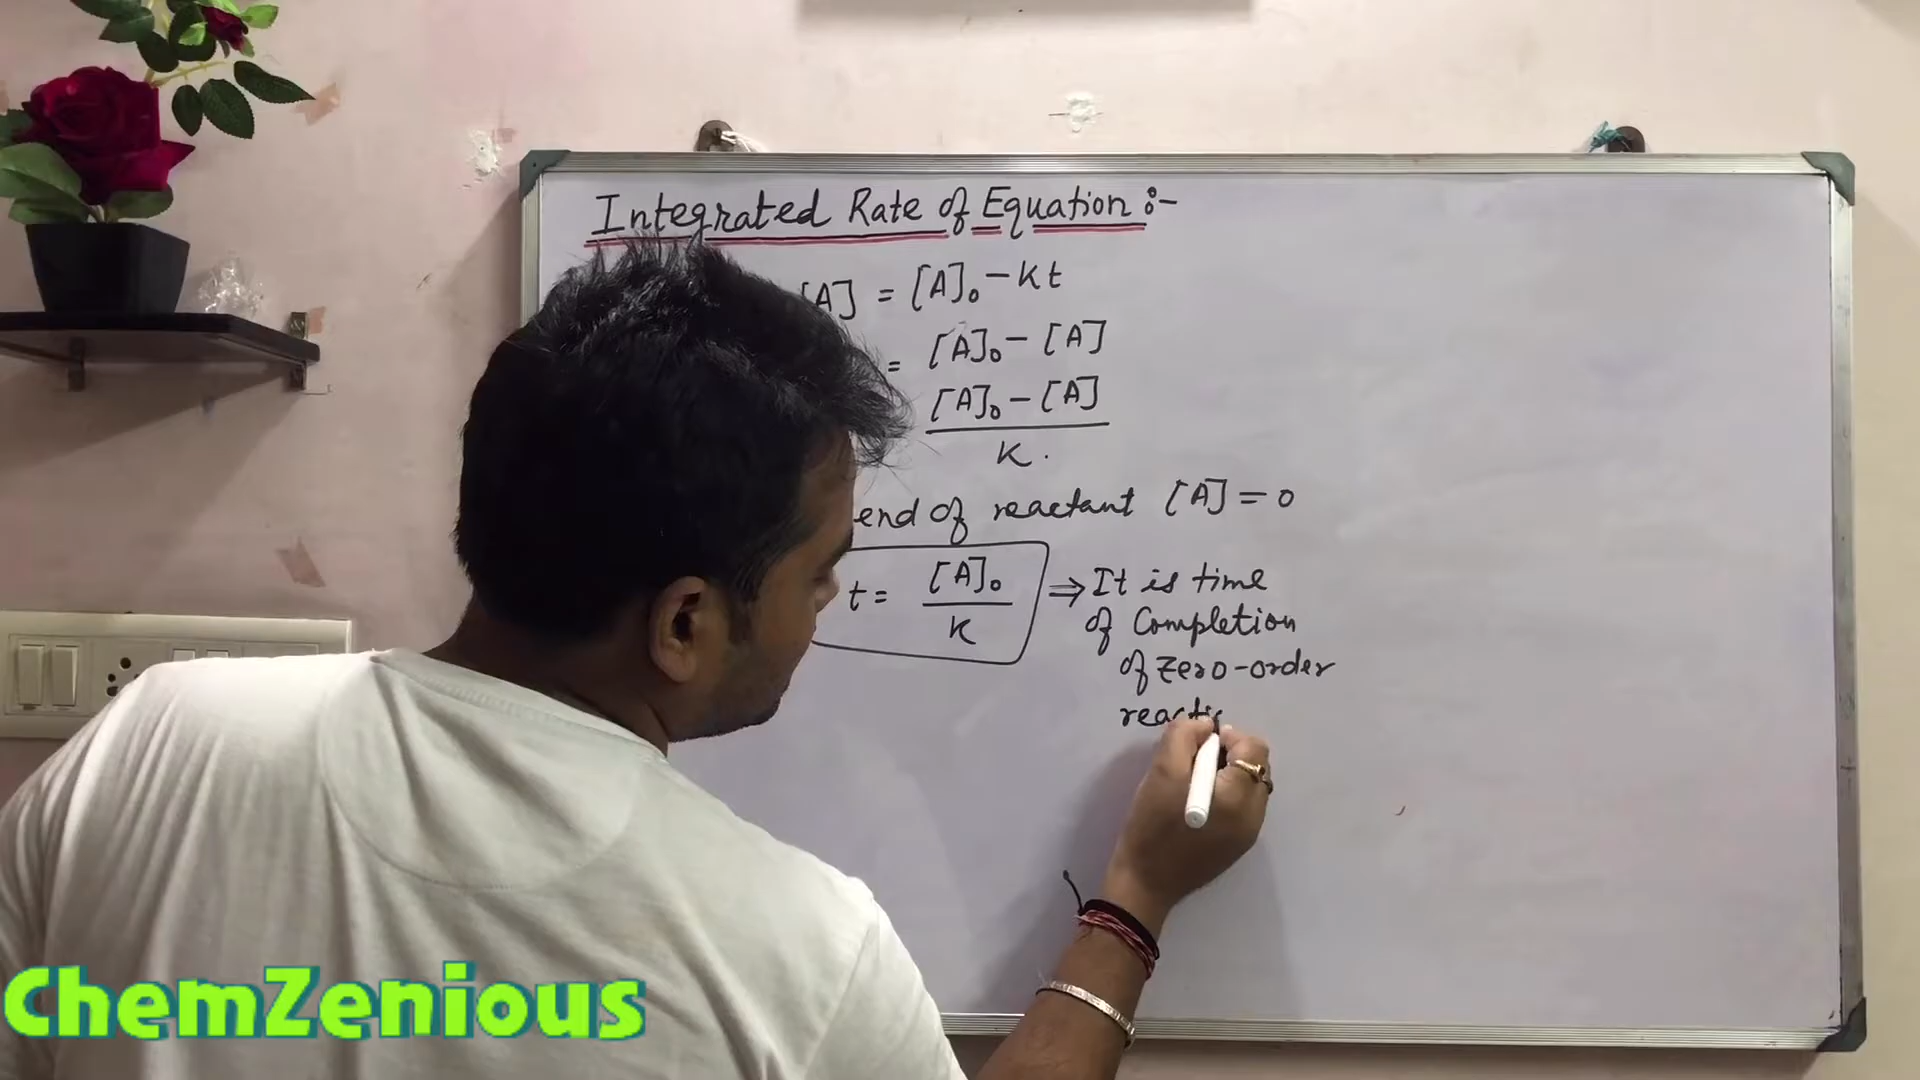 Integrated Rate of Equation :-
[A] = [A]₀ - Kt
= [A]₀ - [A]
[A]₀ - [A]
K.
end of reactant [A] = 0
t = [A]₀ / K ⇒ It is time
of Completion
of zero-order
reactio
ChemZenious